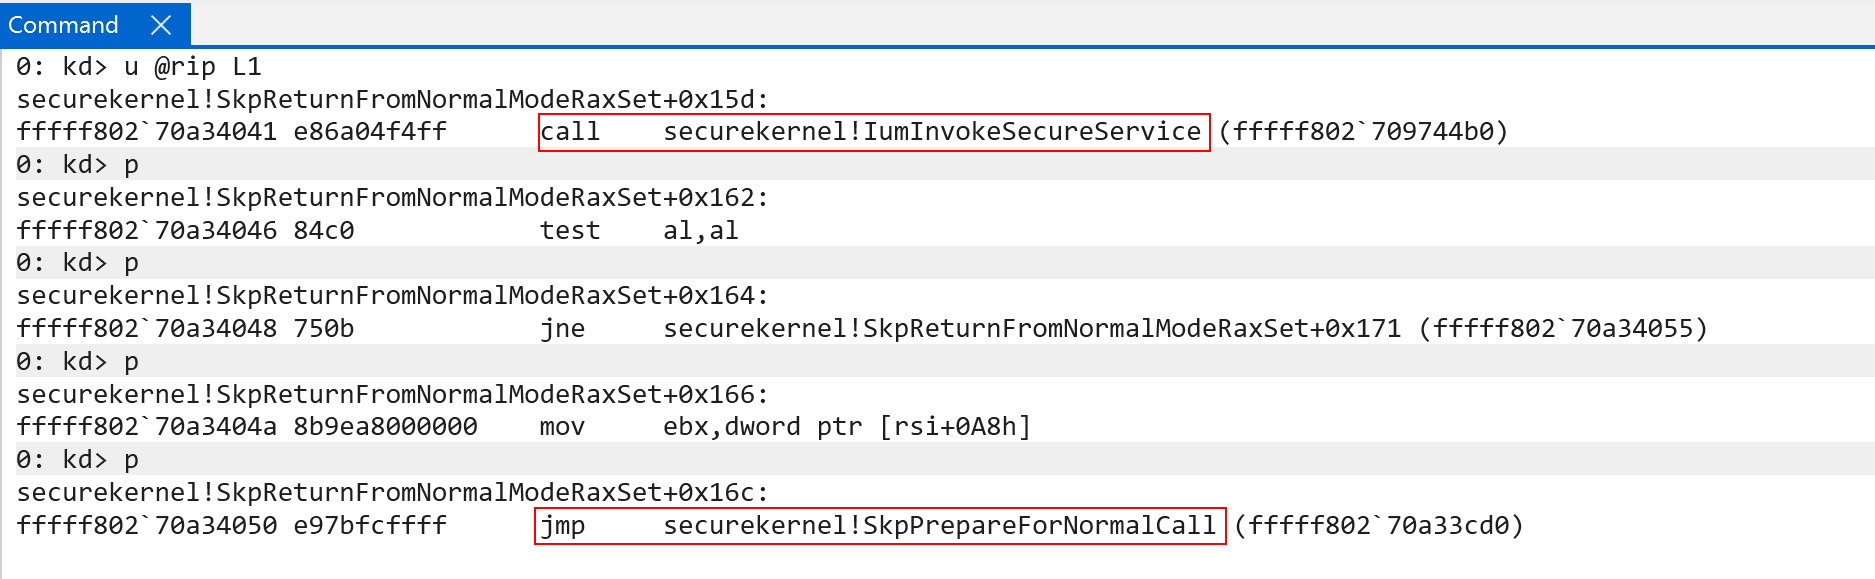 Command
0: kd> u @rip L1
securekernel!SkpReturnFromNormalModeRaxSet+0x15d:
fffff802`70a34041 e86a04f4ff      call    securekernel!IumInvokeSecureService (fffff802`709744b0)
0: kd> p
securekernel!SkpReturnFromNormalModeRaxSet+0x162:
fffff802`70a34046 84c0            test    al,al
0: kd> p
securekernel!SkpReturnFromNormalModeRaxSet+0x164:
fffff802`70a34048 750b            jne     securekernel!SkpReturnFromNormalModeRaxSet+0x171 (fffff802`70a34055)
0: kd> p
securekernel!SkpReturnFromNormalModeRaxSet+0x166:
fffff802`70a3404a 8b9ea8000000    mov     ebx,dword ptr [rsi+0A8h]
0: kd> p
securekernel!SkpReturnFromNormalModeRaxSet+0x16c:
fffff802`70a34050 e97bfcffff      jmp     securekernel!SkpPrepareForNormalCall (fffff802`70a33cd0)